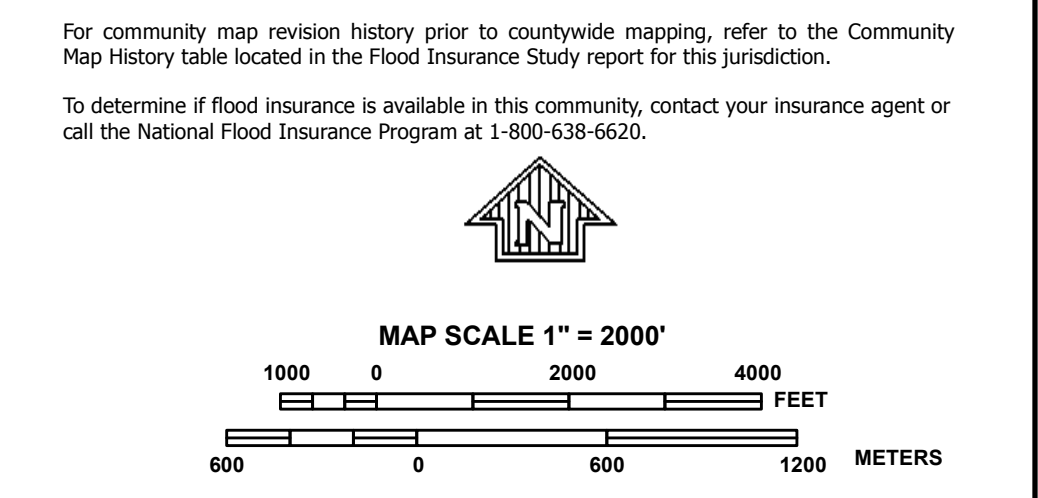 For community map revision history prior to countywide mapping, refer to the Community
Map History table located in the Flood Insurance Study report for this jurisdiction.
To determine if flood insurance is available in this community, contact your insurance agent or
call the National Flood Insurance Program at 1-800-638-6620.
N
MAP SCALE 1" = 2000'
1000 0 2000 4000
FEET
600 0 600 1200 METERS